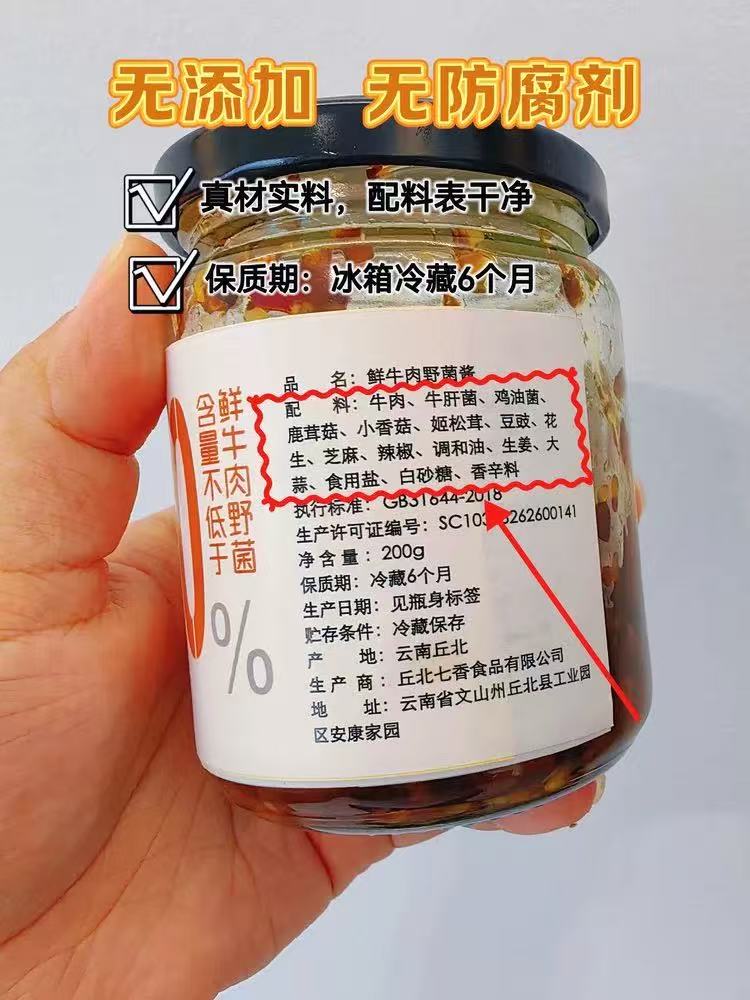 无添加 无防腐剂
真材实料，配料表干净
保质期：冰箱冷藏6个月
鲜牛肉野菌
含量不低于
%
品 名：鲜牛肉野菌酱
配 料：牛肉、牛肝菌、鸡油菌、
鹿茸菇、小香菇、姬松茸、豆豉、花
生、芝麻、辣椒、调和油、生姜、大
蒜、食用盐、白砂糖、香辛料
执行标准：GB31644-2018
生产许可证编号：SC103 262600141
净含量：200g
保质期：冷藏6个月
生产日期：见瓶身标签
贮存条件：冷藏保存
产 地：云南丘北
生产商：丘北七香食品有限公司
地 址：云南省文山州丘北县工业园
区安康家园